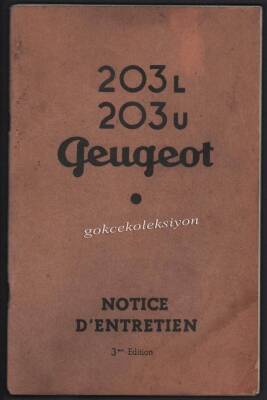 203 L
203 U
Peugeot
gokcekoleksiyon
NOTICE
D'ENTRETIEN
3me Edition